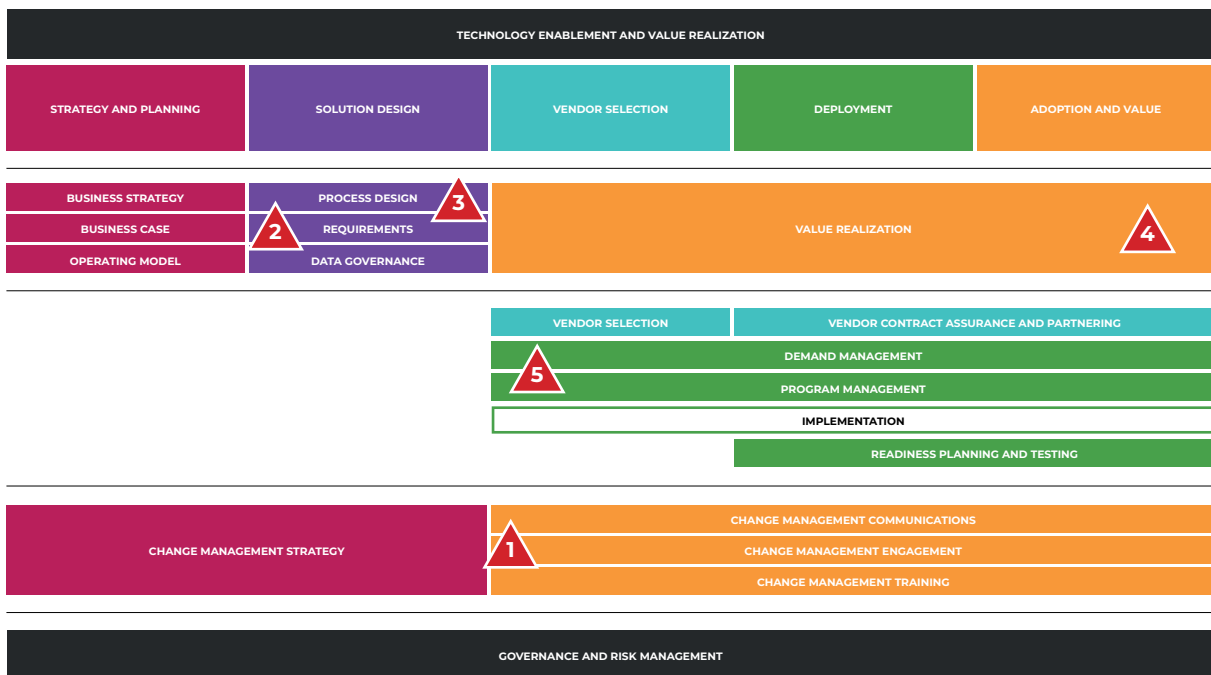 TECHNOLOGY ENABLEMENT AND VALUE REALIZATION
STRATEGY AND PLANNING
SOLUTION DESIGN
VENDOR SELECTION
DEPLOYMENT
ADOPTION AND VALUE
BUSINESS STRATEGY
BUSINESS CASE
OPERATING MODEL
PROCESS DESIGN
REQUIREMENTS
DATA GOVERNANCE
3
2
VALUE REALIZATION
4
VENDOR SELECTION
VENDOR CONTRACT ASSURANCE AND PARTNERING
DEMAND MANAGEMENT
5
PROGRAM MANAGEMENT
IMPLEMENTATION
READINESS PLANNING AND TESTING
CHANGE MANAGEMENT STRATEGY
1
CHANGE MANAGEMENT COMMUNICATIONS
CHANGE MANAGEMENT ENGAGEMENT
CHANGE MANAGEMENT TRAINING
GOVERNANCE AND RISK MANAGEMENT